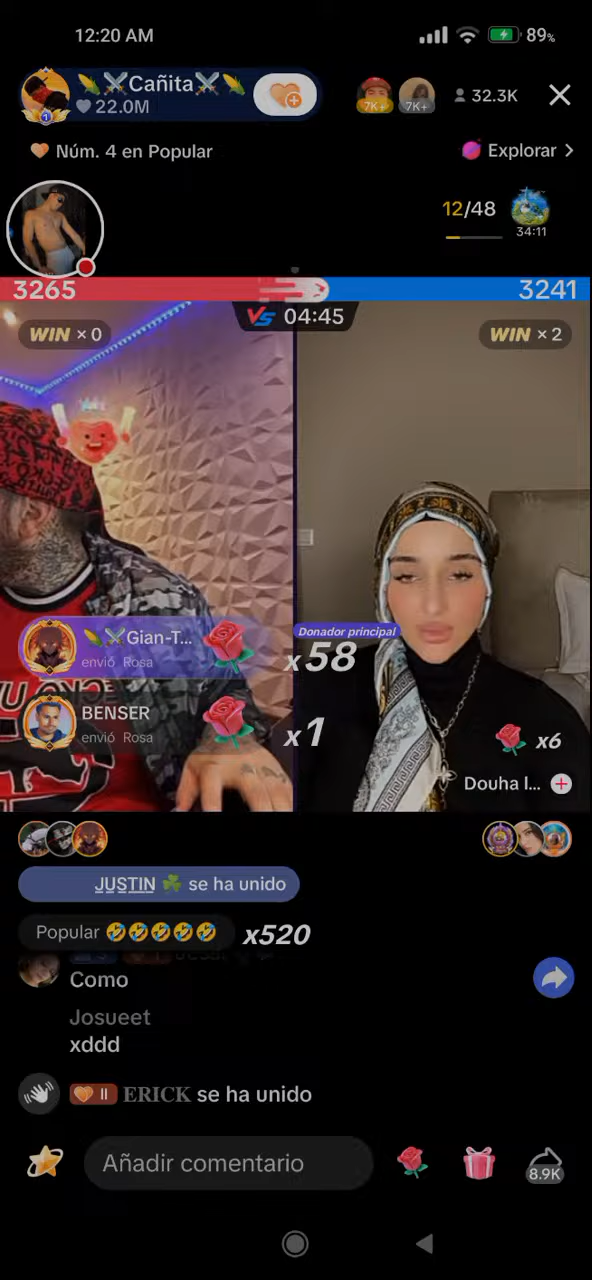 12:20 AM
89%
🌽⚔️Cañita⚔️🌽
22.0M
7K+
7K+
32.3K
Núm. 4 en Popular
Explorar >
12/48
34:11
3265
3241
VS 04:45
WIN × 0
WIN × 2
🌽⚔️Gian-T...
envió Rosa
Donador principal
x58
BENSER
envió Rosa
x1
x6
Douha l...
JUSTIN ☘️ se ha unido
Popular 🤣🤣🤣🤣🤣
x520
Como
Josueet
xddd
II ERICK se ha unido
Añadir comentario
8.9K